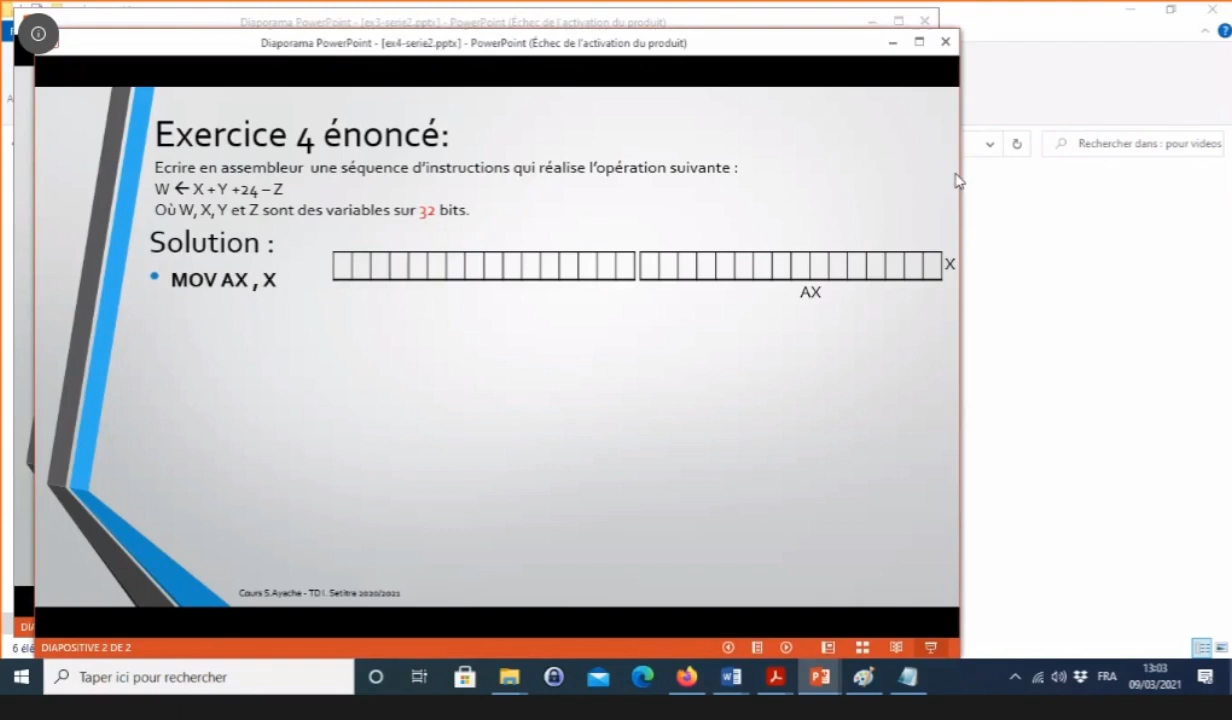 Diaporama PowerPoint - [ex3-serie2.pptx] - PowerPoint (Échec de l'activation du produit)
Diaporama PowerPoint - [ex4-serie2.pptx] - PowerPoint (Échec de l'activation du produit)
Rechercher dans : pour videos
Exercice 4 énoncé:
Ecrire en assembleur une séquence d'instructions qui réalise l'opération suivante :
W ← X + Y +24 – Z
Où W, X, Y et Z sont des variables sur 32 bits.
Solution :
• MOV AX , X
X
AX
Cours S.Ayache - TD I. Setitra 2020/2021
DIAPOSITIVE 2 DE 2
6 élé
Taper ici pour rechercher
FRA
13:03
09/03/2021